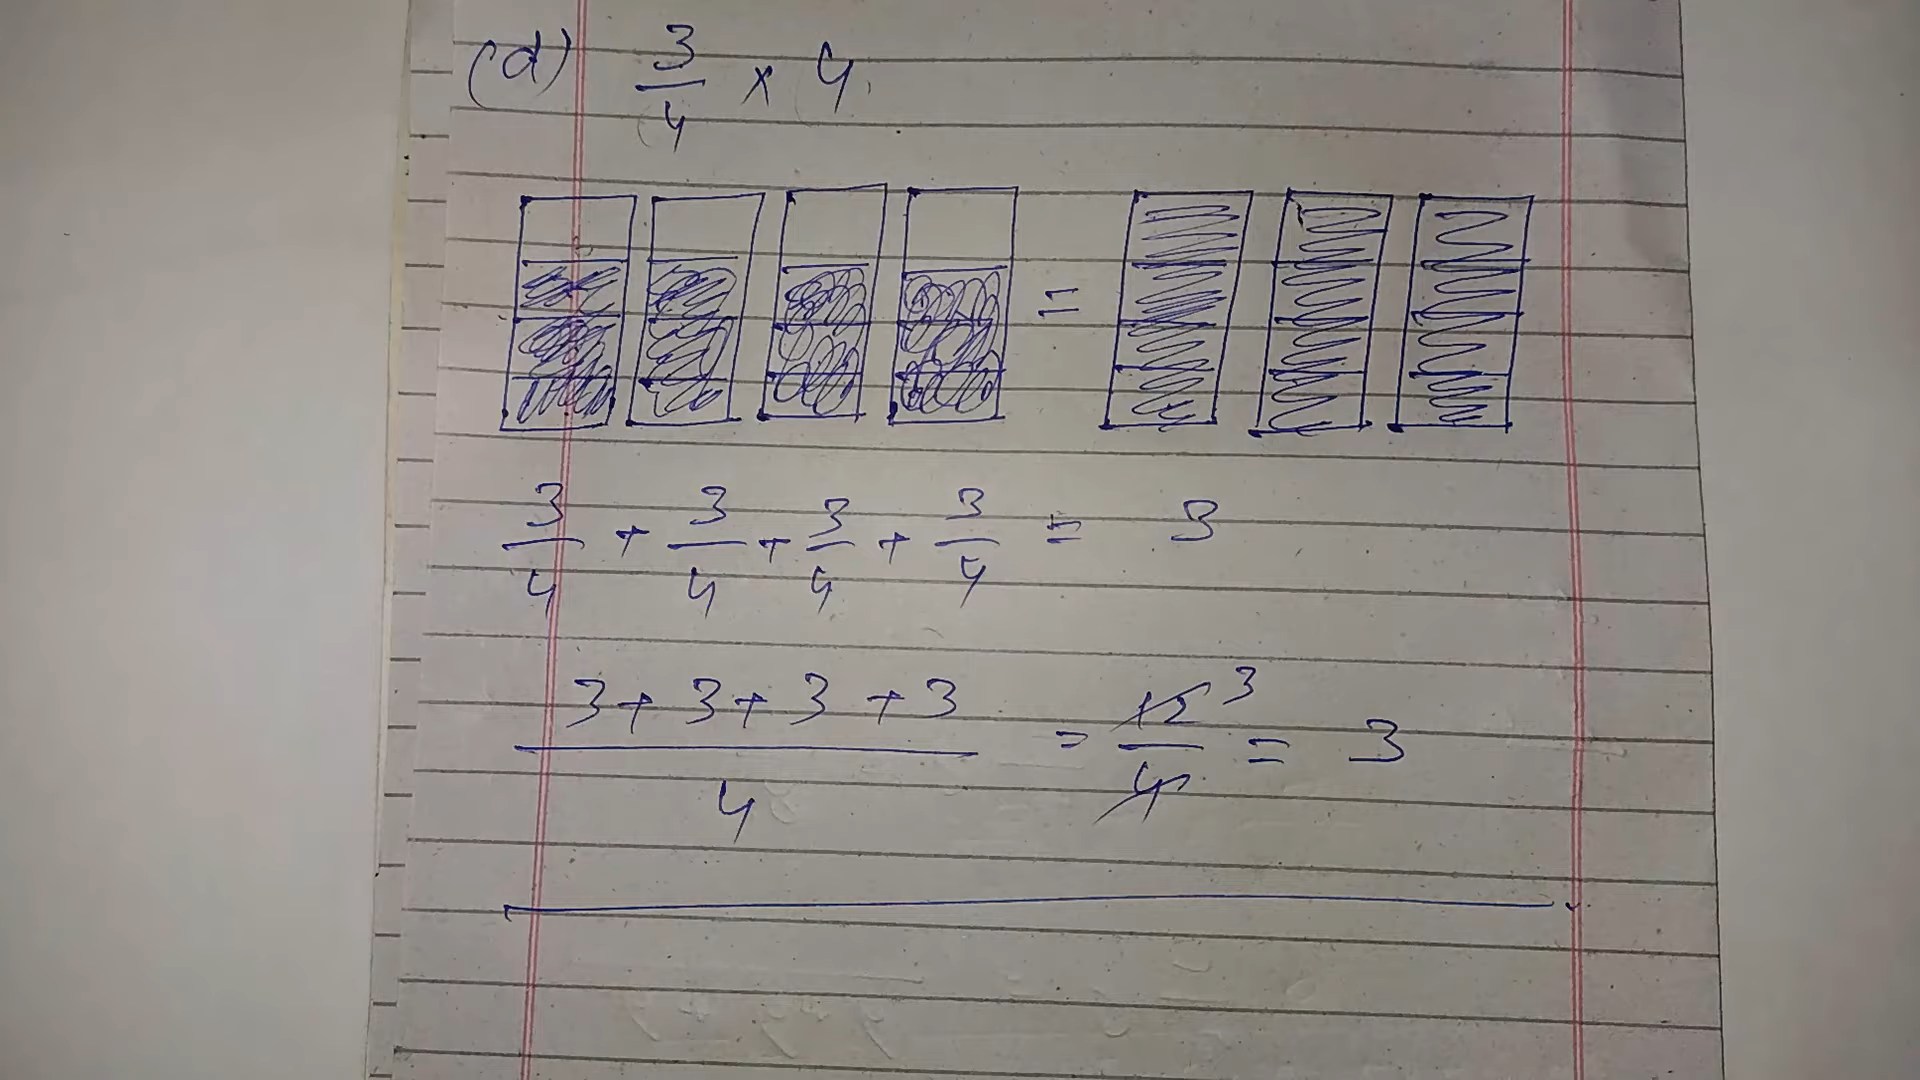 (d) 3/4 × 4
=
3/4 + 3/4 + 3/4 + 3/4 = 3
3 + 3 + 3 + 3 / 4 = 12/4 3 = 3